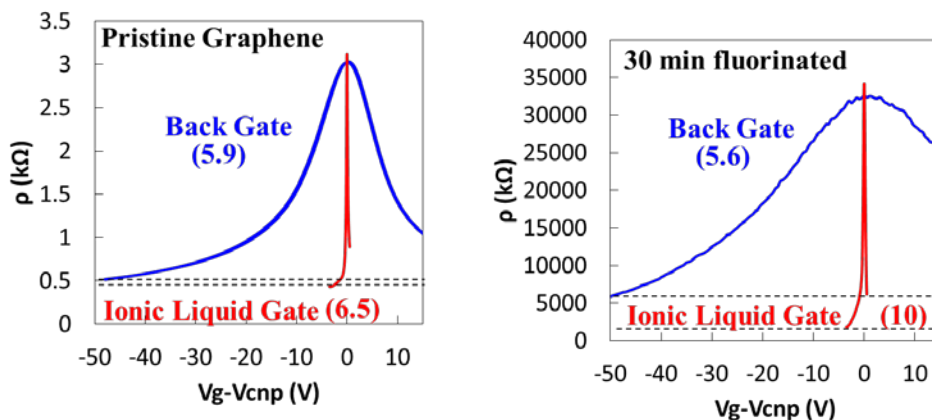 3.5
Pristine Graphene
3
2.5
Back Gate
(5.9)
2
1.5
1
0.5
Ionic Liquid Gate (6.5)
0
ρ (kΩ)
-50 -40 -30 -20 -10 0 10
Vg-Vcnp (V)
40000
30 min fluorinated
35000
30000
Back Gate
(5.6)
25000
20000
15000
10000
5000
Ionic Liquid Gate (10)
0
ρ (kΩ)
-50 -40 -30 -20 -10 0 10
Vg-Vcnp (V)